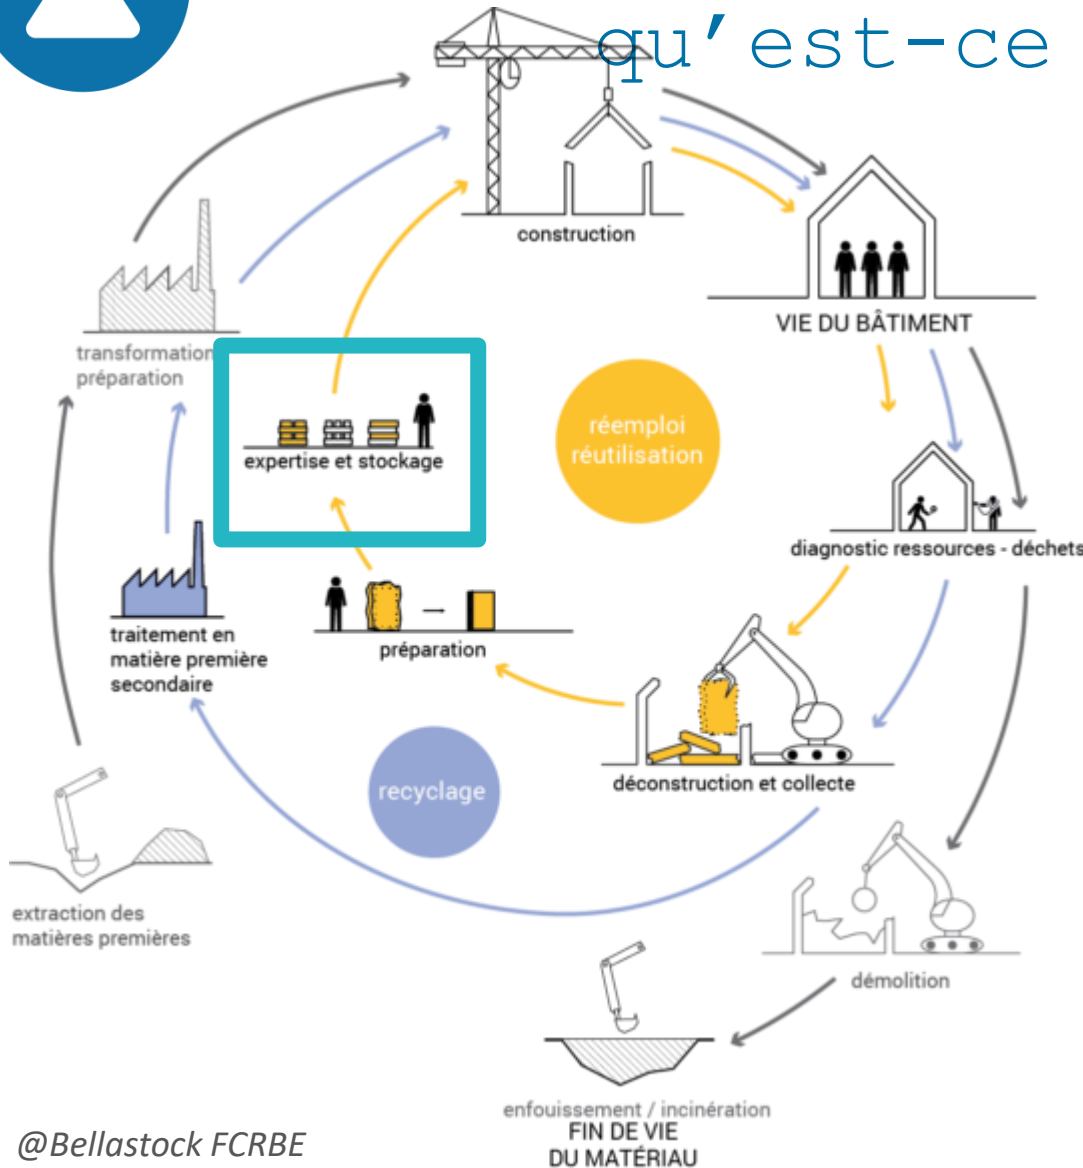 qu’est-ce
construction
VIE DU BÂTIMENT
transformation
préparation
réemploi
réutilisation
expertise et stockage
diagnostic ressources - déchets
traitement en
matière première
secondaire
→
préparation
déconstruction et collecte
recyclage
extraction des
matières premières
démolition
enfouissement / incinération
FIN DE VIE
DU MATÉRIAU
@Bellastock FCRBE